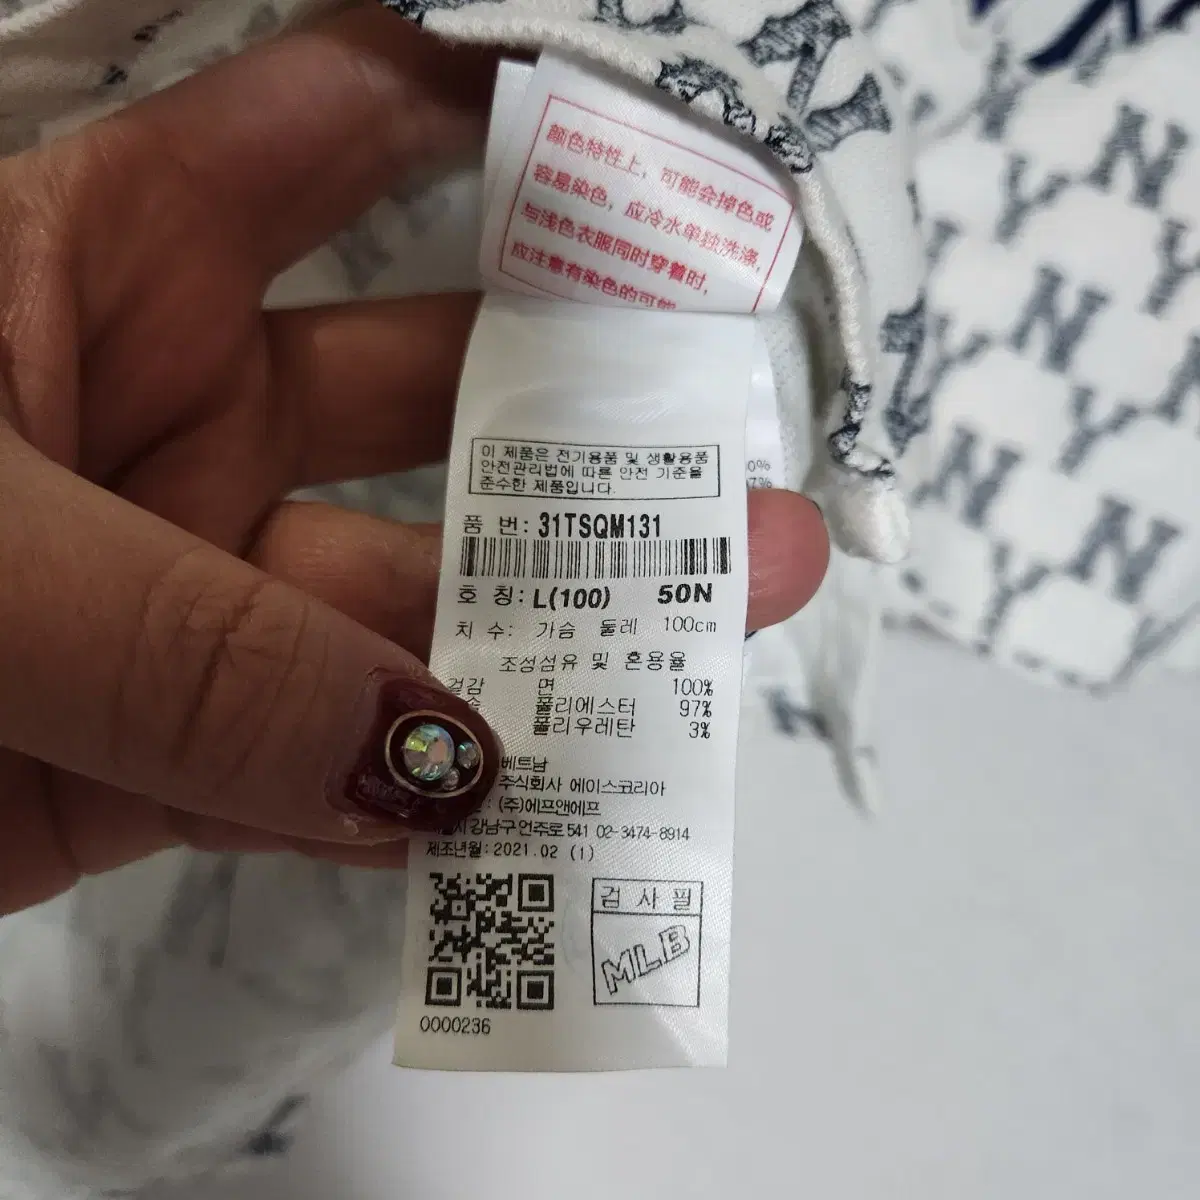 颜色特性上，可能会掉色或
容易染色，应冷水单独洗涤，
与浅色衣服同时穿着时，
应注意有染色的可能
이 제품은 전기용품 및 생활용품
안전관리법에 따른 안전 기준을
준수한 제품입니다.
품 번: 31TSQM131
호 칭: L(100) 50N
치 수: 가슴 둘레 100cm
조성섬유 및 혼용율
겉감 면 100%
폴리에스터 97%
폴리우레탄 3%
베트남
주식회사 에이스코리아
: (주)에프앤에프
강남구 언주로 541 02-3474-8914
제조년월: 2021.02 (1)
검 사 필
MLB
0000236
0%
7%